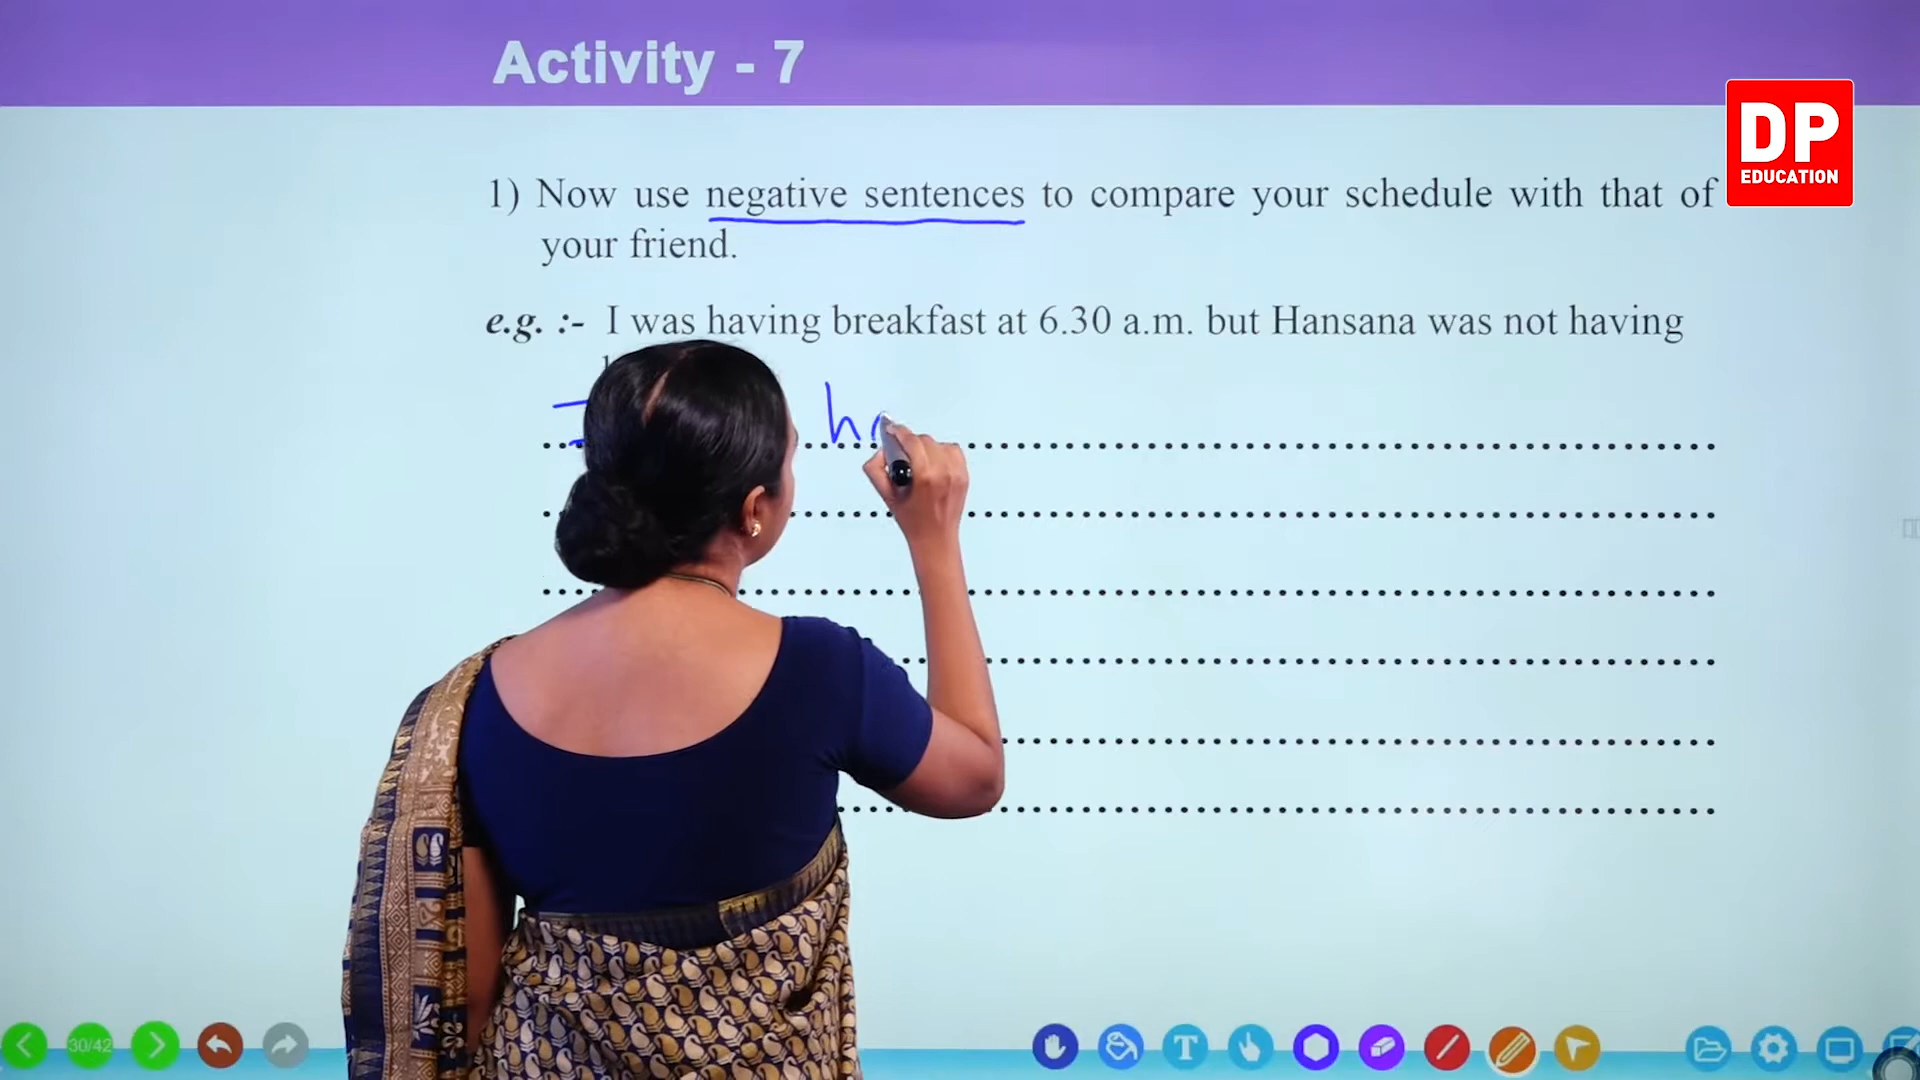 Activity - 7
DP
EDUCATION
1) Now use negative sentences to compare your schedule with that of
your friend.
e.g. :- I was having breakfast at 6.30 a.m. but Hansana was not having
I
30/42
T